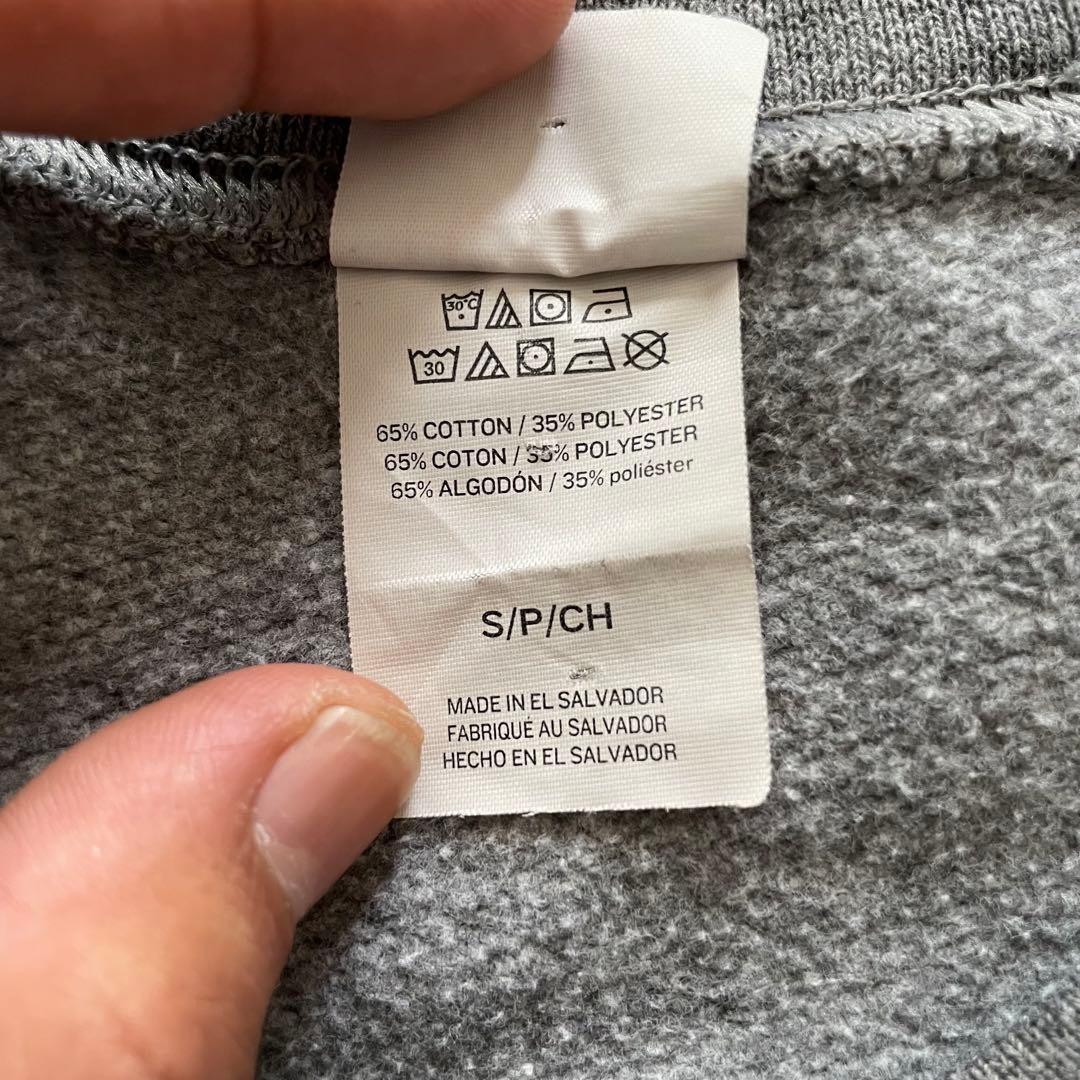 30°C
30
65% COTTON / 35% POLYESTER
65% COTON / 35% POLYESTER
65% ALGODÓN / 35% poliéster
S/P/CH
MADE IN EL SALVADOR
FABRIQUÉ AU SALVADOR
HECHO EN EL SALVADOR